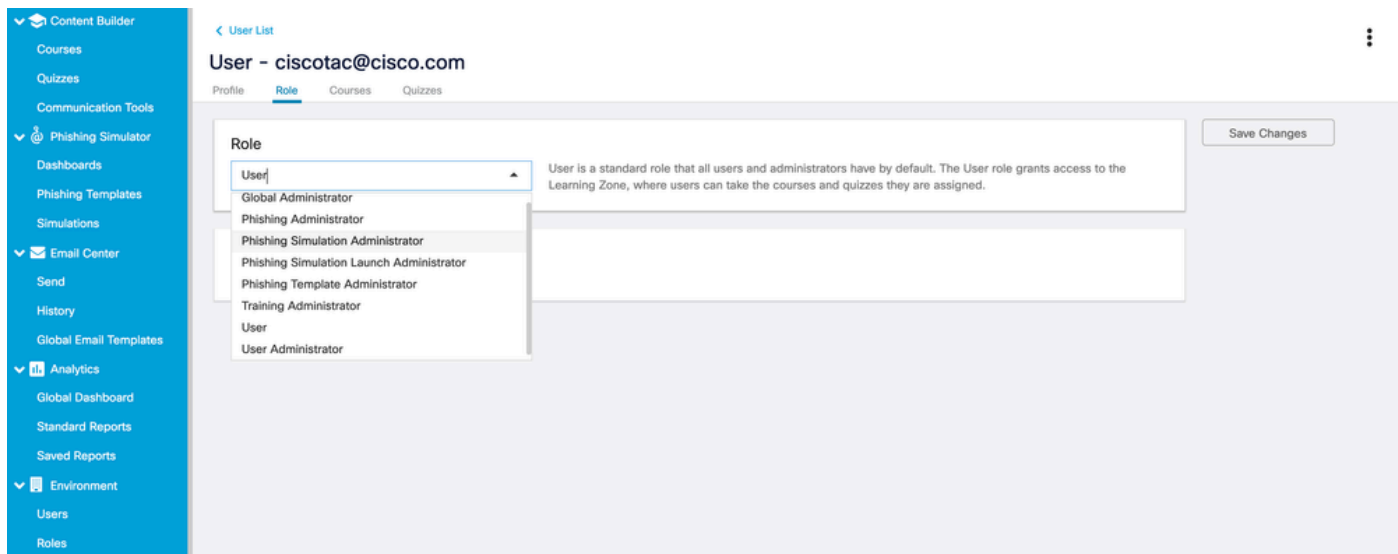 Content Builder
Courses
Quizzes
Communication Tools
Phishing Simulator
Dashboards
Phishing Templates
Simulations
Email Center
Send
History
Global Email Templates
Analytics
Global Dashboard
Standard Reports
Saved Reports
Environment
Users
Roles
User List
User - ciscotac@cisco.com
Profile Role Courses Quizzes
Role
User
User is a standard role that all users and administrators have by default. The User role grants access to the
Learning Zone, where users can take the courses and quizzes they are assigned.
Global Administrator
Phishing Administrator
Phishing Simulation Administrator
Phishing Simulation Launch Administrator
Phishing Template Administrator
Training Administrator
User
User Administrator
Save Changes